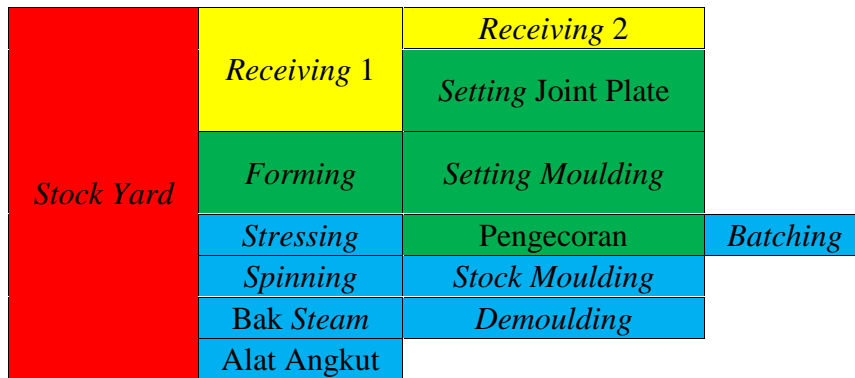 Receiving 2
Receiving 1
Setting Joint Plate
Stock Yard
Forming
Setting Moulding
Stressing
Pengecoran
Batching
Spinning
Stock Moulding
Bak Steam
Demoulding
Alat Angkut